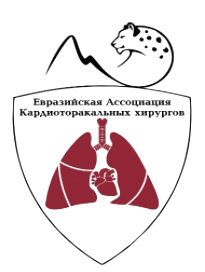 Евразийская Ассоциация
Кардиоторакальных хирургов